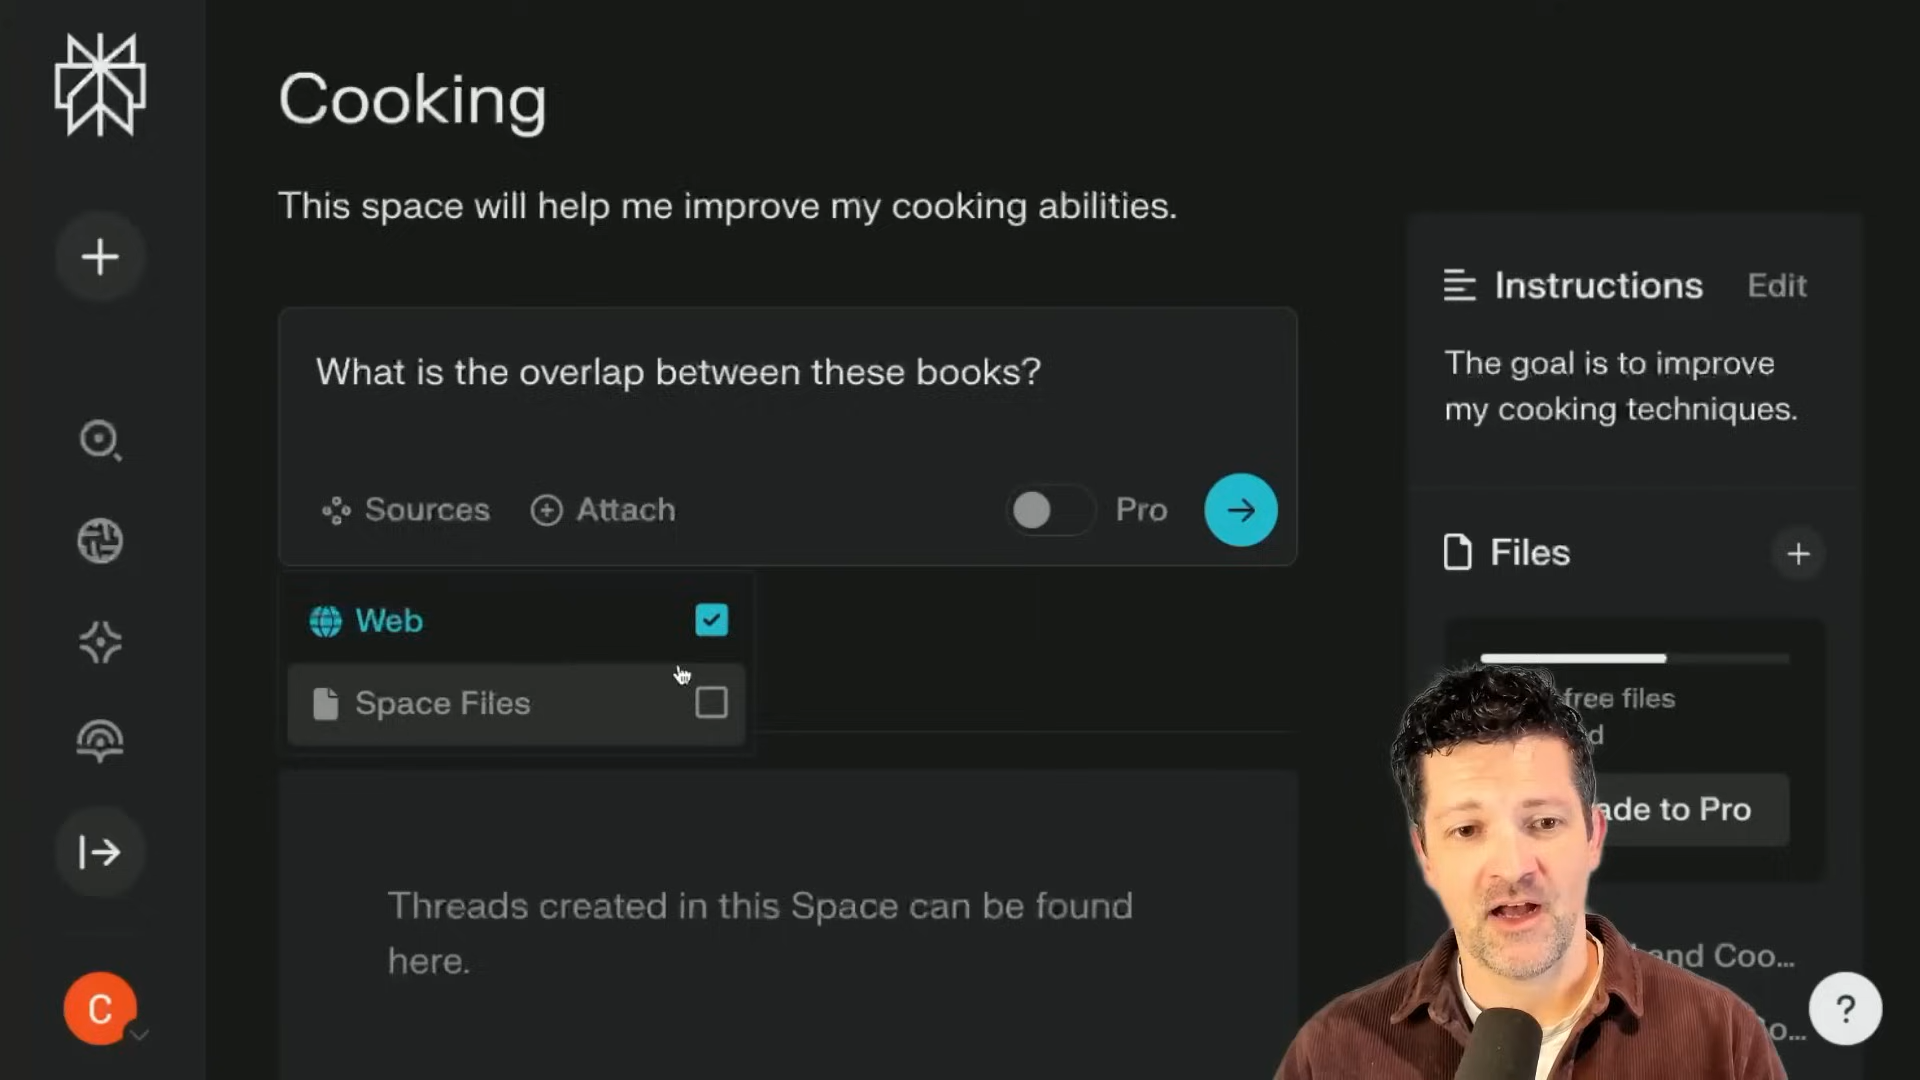 Cooking
This space will help me improve my cooking abilities.
What is the overlap between these books?
Sources
Attach
Pro
Web
Space Files
Threads created in this Space can be found
here.
Instructions
Edit
The goal is to improve
my cooking techniques.
Files
free files
to Pro
and Coo...
C
?